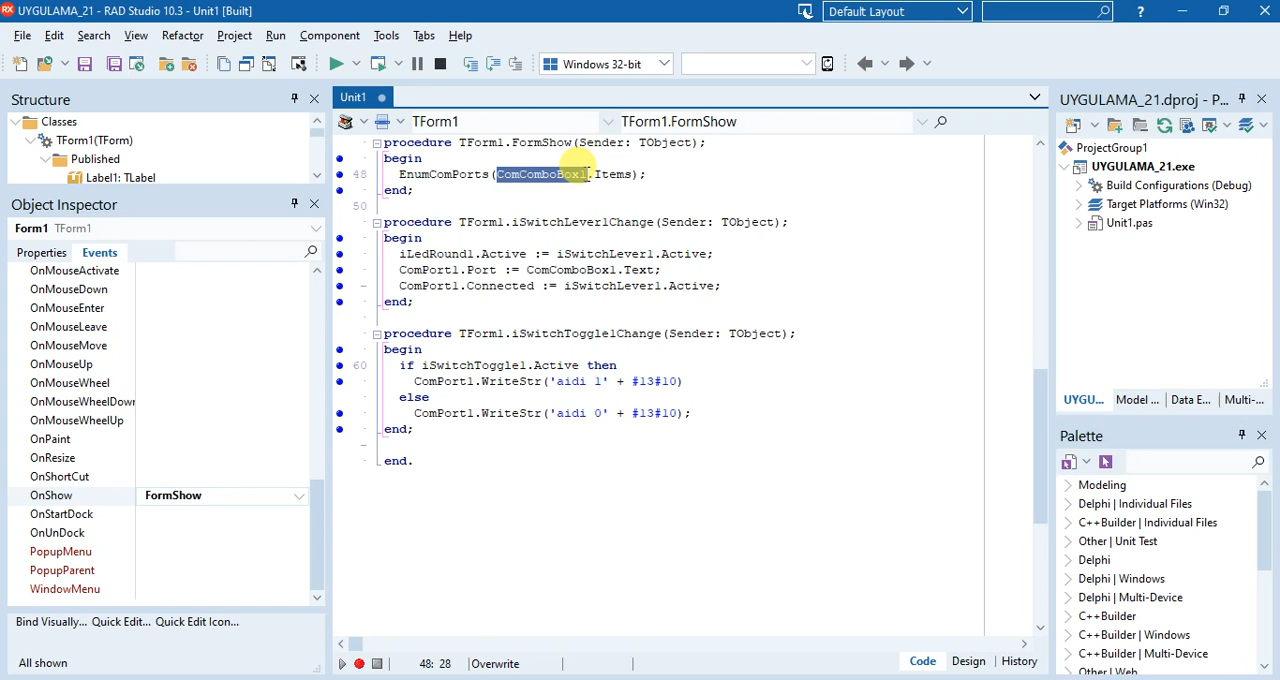 UYGULAMA_21 - RAD Studio 10.3 - Unit1 [Built]
Default Layout
File Edit Search View Refactor Project Run Component Tools Tabs Help
Windows 32-bit
Structure
Classes
TForm1(TForm)
Published
Label1: TLabel
Object Inspector
Form1 TForm1
Properties Events
OnMouseActivate
OnMouseDown
OnMouseEnter
OnMouseLeave
OnMouseMove
OnMouseUp
OnMouseWheel
OnMouseWheelDown
OnMouseWheelUp
OnPaint
OnResize
OnShortCut
OnShow FormShow
OnStartDock
OnUnDock
PopupMenu
PopupParent
WindowMenu
Bind Visually... Quick Edit... Quick Edit Icon...
All shown
Unit1
TForm1 TForm1.FormShow
procedure TForm1.FormShow(Sender: TObject);
begin
48 EnumComPorts(ComComboBox1.Items);
end;
50
procedure TForm1.iSwitchLever1Change(Sender: TObject);
begin
iLedRound1.Active := iSwitchLever1.Active;
ComPort1.Port := ComComboBox1.Text;
ComPort1.Connected := iSwitchLever1.Active;
end;
procedure TForm1.iSwitchToggle1Change(Sender: TObject);
begin
60 if iSwitchToggle1.Active then
ComPort1.WriteStr('aidi 1' + #13#10)
else
ComPort1.WriteStr('aidi 0' + #13#10);
end;
end.
48: 28 Overwrite
Code Design History
UYGULAMA_21.dproj - P...
ProjectGroup1
UYGULAMA_21.exe
Build Configurations (Debug)
Target Platforms (Win32)
Unit1.pas
UYGU... Model ... Data E... Multi-...
Palette
Modeling
Delphi | Individual Files
C++Builder | Individual Files
Other | Unit Test
Delphi
Delphi | Windows
Delphi | Multi-Device
C++Builder
C++Builder | Windows
C++Builder | Multi-Device
Other | Web